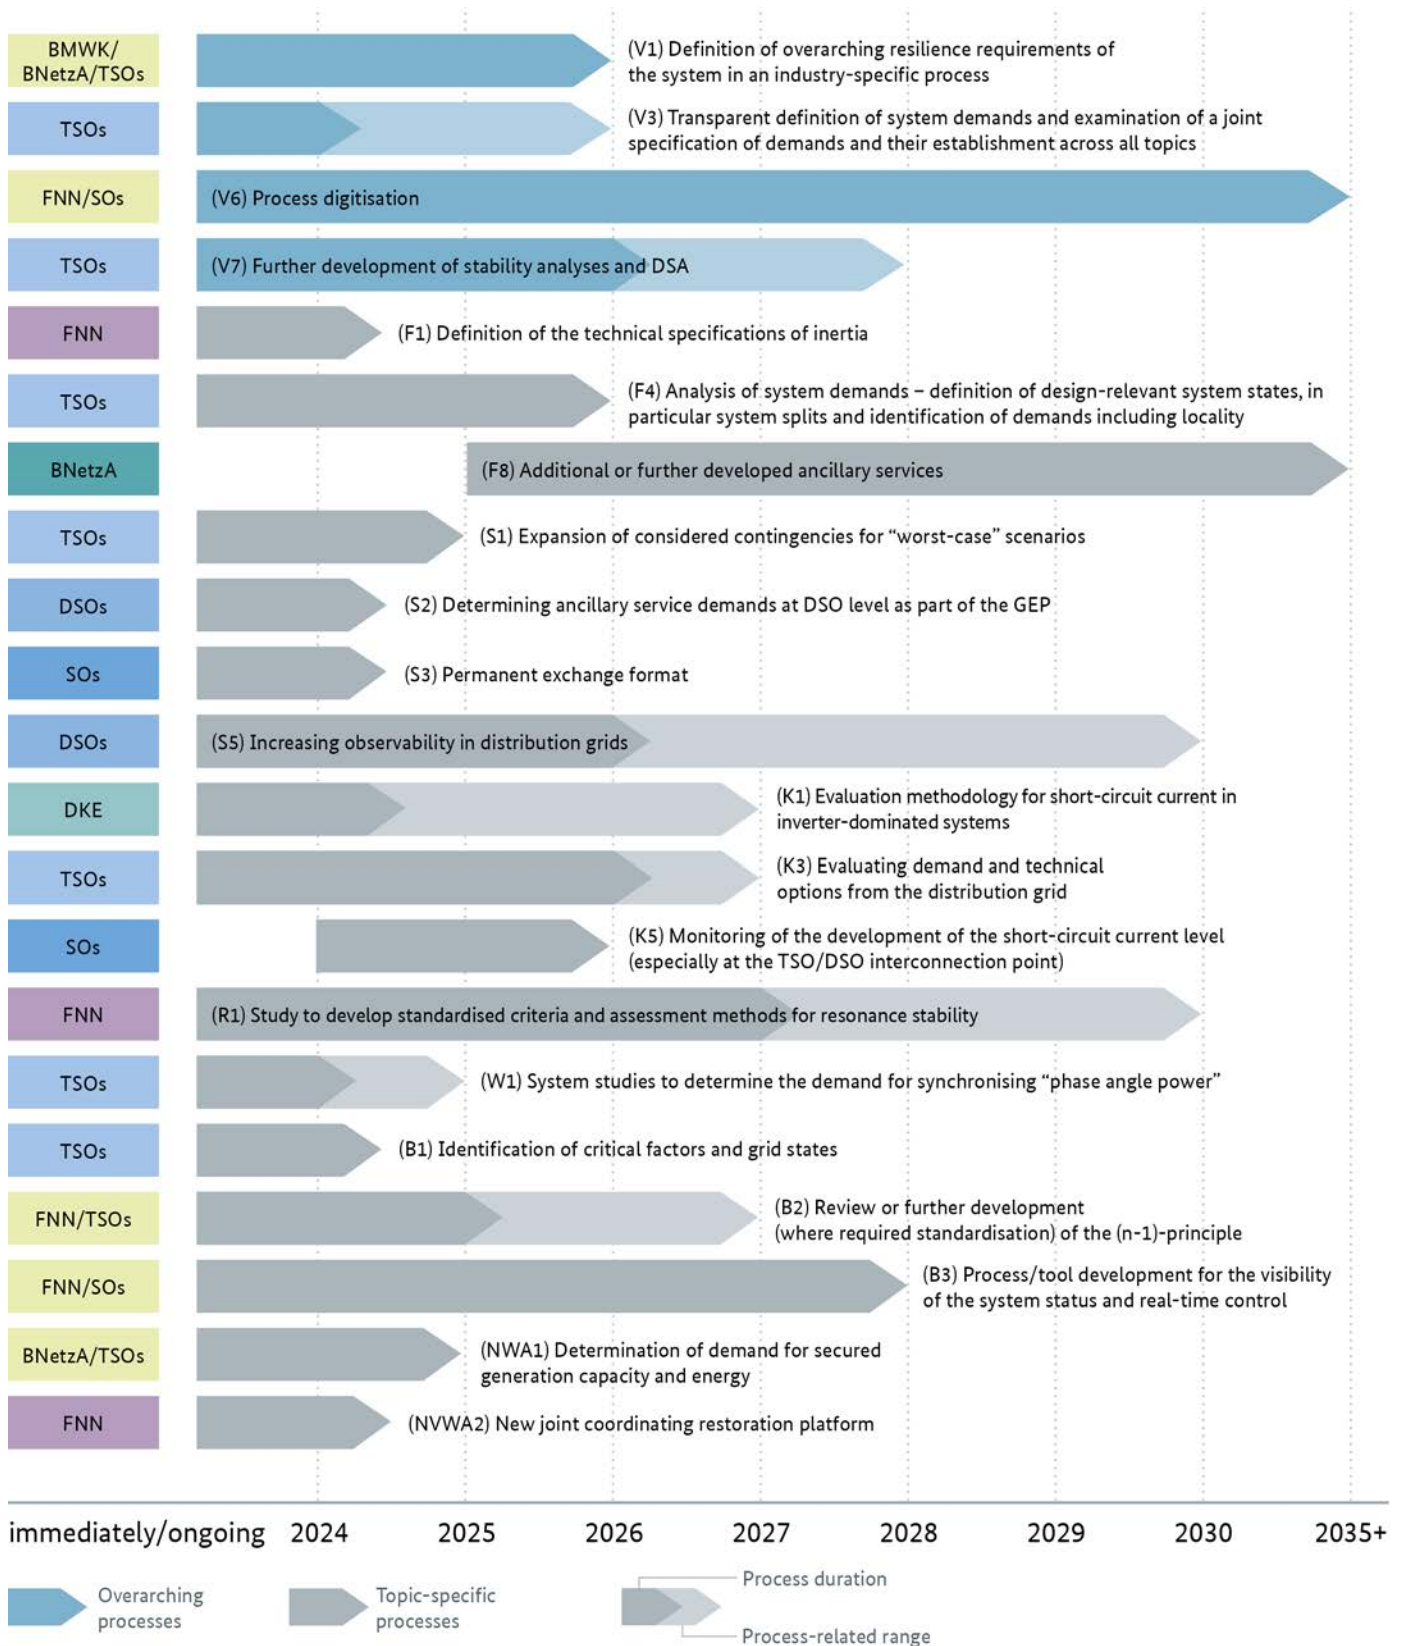 BMWK/
BNetzA/TSOs
(V1) Definition of overarching resilience requirements of
the system in an industry-specific process
TSOs
(V3) Transparent definition of system demands and examination of a joint
specification of demands and their establishment across all topics
FNN/SOs
(V6) Process digitisation
TSOs
(V7) Further development of stability analyses and DSA
FNN
(F1) Definition of the technical specifications of inertia
TSOs
(F4) Analysis of system demands – definition of design-relevant system states, in
particular system splits and identification of demands including locality
BNetzA
(F8) Additional or further developed ancillary services
TSOs
(S1) Expansion of considered contingencies for “worst-case” scenarios
DSOs
(S2) Determining ancillary service demands at DSO level as part of the GEP
SOs
(S3) Permanent exchange format
DSOs
(S5) Increasing observability in distribution grids
DKE
(K1) Evaluation methodology for short-circuit current in
inverter-dominated systems
TSOs
(K3) Evaluating demand and technical
options from the distribution grid
SOs
(K5) Monitoring of the development of the short-circuit current level
(especially at the TSO/DSO interconnection point)
FNN
(R1) Study to develop standardised criteria and assessment methods for resonance stability
TSOs
(W1) System studies to determine the demand for synchronising “phase angle power”
TSOs
(B1) Identification of critical factors and grid states
FNN/TSOs
(B2) Review or further development
(where required standardisation) of the (n-1)-principle
FNN/SOs
(B3) Process/tool development for the visibility
of the system status and real-time control
BNetzA/TSOs
(NWA1) Determination of demand for secured
generation capacity and energy
FNN
(NVWA2) New joint coordinating restoration platform
immediately/ongoing 2024 2025 2026 2027 2028 2029 2030 2035+
Overarching
processes
Topic-specific
processes
Process duration
Process-related range